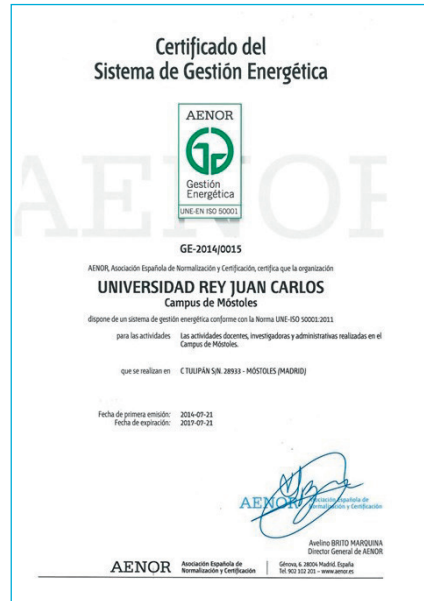 Certificado del
Sistema de Gestión Energética
AENOR
Gestión
Energética
UNE-EN ISO 50001
AENOR
GE-2014/0015
AENOR, Asociación Española de Normalización y Certificación, certifica que la organización
UNIVERSIDAD REY JUAN CARLOS
Campus de Móstoles
dispone de un sistema de gestión energética conforme con la Norma UNE-ISO 50001:2011
para las actividades Las actividades docentes, investigadoras y administrativas realizadas en el
Campus de Móstoles.
que se realizan en C TULIPÁN S/N. 28933 - MÓSTOLES (MADRID)
Fecha de primera emisión: 2014-07-21
Fecha de expiración: 2017-07-21
AENOR Asociación Española de
Normalización y Certificación
Avelino BRITO MARQUINA
Director General de AENOR
AENOR Asociación Española de
Normalización y Certificación
Génova, 6. 28004 Madrid. España
Tel. 902 102 201 – www.aenor.es